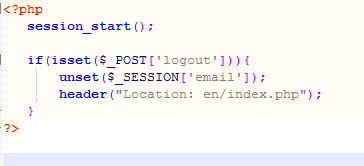 <?php
session_start();
if(isset($_POST['logout'])){
unset($_SESSION['email']);
header("Location: en/index.php");
}
?>